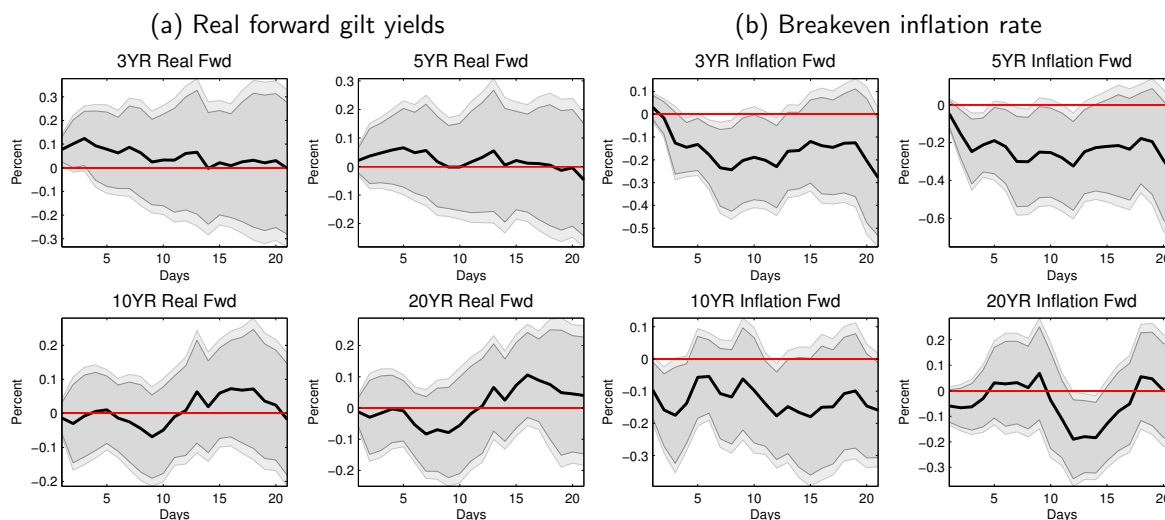 (a) Real forward gilt yields
(b) Breakeven inflation rate
3YR Real Fwd
0.3
0.2
0.1
0
−0.1
−0.2
−0.3
Percent
5
10
15
20
Days
5YR Real Fwd
0.3
0.2
0.1
0
−0.1
−0.2
Percent
5
10
15
20
Days
3YR Inflation Fwd
0.1
0
−0.1
−0.2
−0.3
−0.4
−0.5
Percent
5
10
15
20
Days
5YR Inflation Fwd
0
−0.2
−0.4
−0.6
Percent
5
10
15
20
Days
10YR Real Fwd
0.2
0.1
0
−0.1
−0.2
Percent
5
10
15
20
Days
20YR Real Fwd
0.2
0.1
0
−0.1
−0.2
Percent
5
10
15
20
Days
10YR Inflation Fwd
0.1
0
−0.1
−0.2
−0.3
Percent
5
10
15
20
Days
20YR Inflation Fwd
0.2
0.1
0
−0.1
−0.2
−0.3
Percent
5
10
15
20
Days